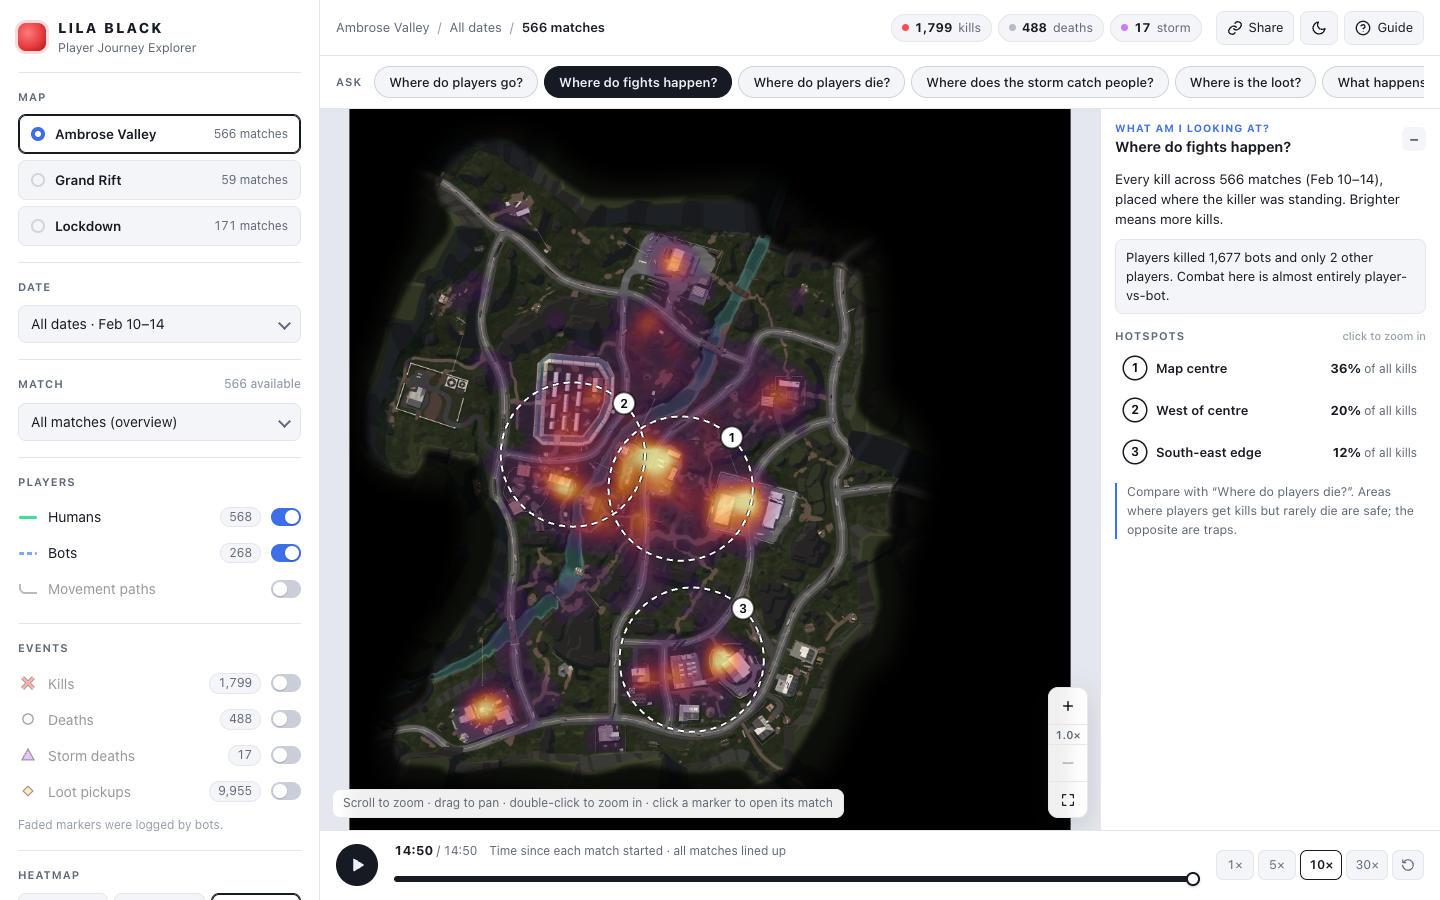 LILA BLACK
Player Journey Explorer
MAP
Ambrose Valley 566 matches
Grand Rift 59 matches
Lockdown 171 matches
DATE
All dates · Feb 10–14
MATCH 566 available
All matches (overview)
PLAYERS
Humans 568
Bots 268
Movement paths
EVENTS
Kills 1,799
Deaths 488
Storm deaths 17
Loot pickups 9,955
Faded markers were logged by bots.
HEATMAP
Ambrose Valley / All dates / 566 matches
1,799 kills
488 deaths
17 storm
Share
Guide
ASK
Where do players go?
Where do fights happen?
Where do players die?
Where does the storm catch people?
Where is the loot?
What happens
2
1
3
+
1.0×
−
Scroll to zoom · drag to pan · double-click to zoom in · click a marker to open its match
WHAT AM I LOOKING AT?
Where do fights happen?
−
Every kill across 566 matches (Feb 10–14),
placed where the killer was standing. Brighter
means more kills.
Players killed 1,677 bots and only 2 other
players. Combat here is almost entirely player-
vs-bot.
HOTSPOTS click to zoom in
1 Map centre 36% of all kills
2 West of centre 20% of all kills
3 South-east edge 12% of all kills
Compare with “Where do players die?”. Areas
where players get kills but rarely die are safe; the
opposite are traps.
14:50 / 14:50 Time since each match started · all matches lined up
1× 5× 10× 30×